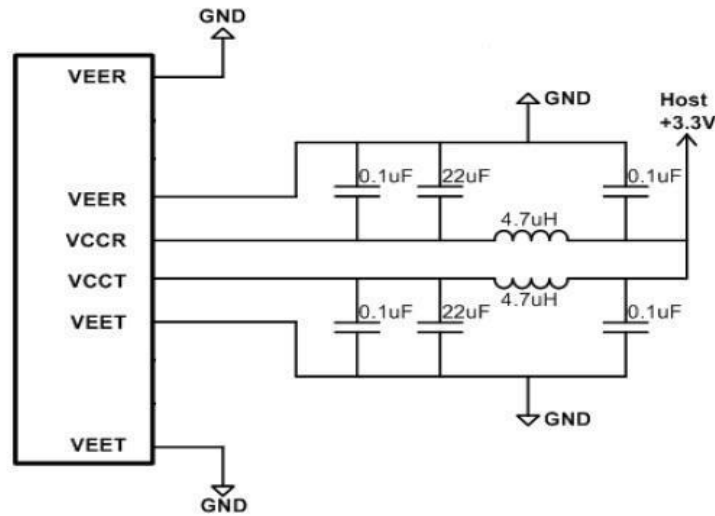 GND
VEER
GND
Host
+3.3V
0.1uF
22uF
0.1uF
VEER
4.7uH
VCCR
VCCT
4.7uH
0.1uF
22uF
0.1uF
VEET
GND
VEET
GND